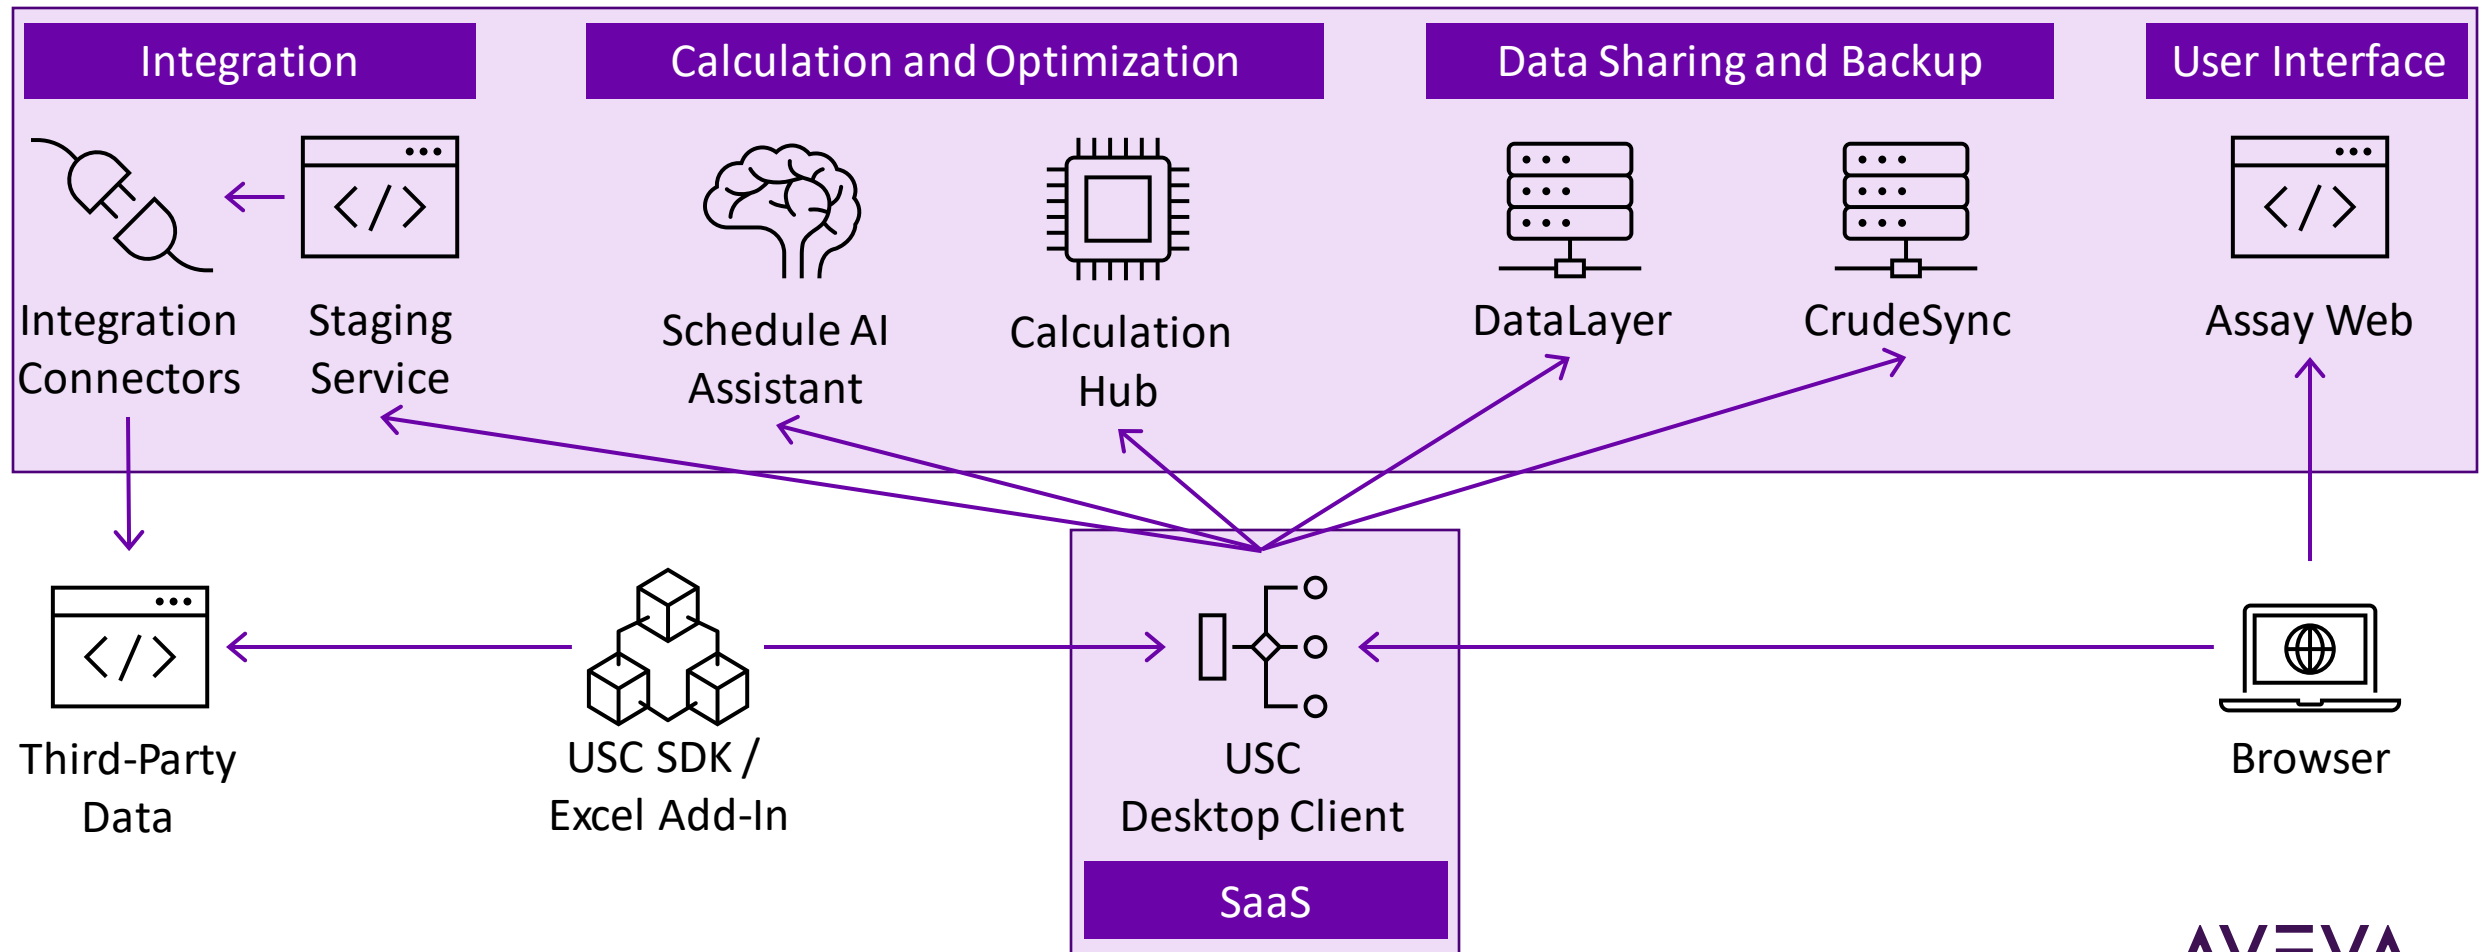 Integration
Calculation and Optimization
Data Sharing and Backup
User Interface
Integration
Connectors
Staging
Service
Schedule AI
Assistant
Calculation
Hub
DataLayer
CrudeSync
Assay Web
Third-Party
Data
USC SDK /
Excel Add-In
USC
Desktop Client
Browser
SaaS
AVEVA